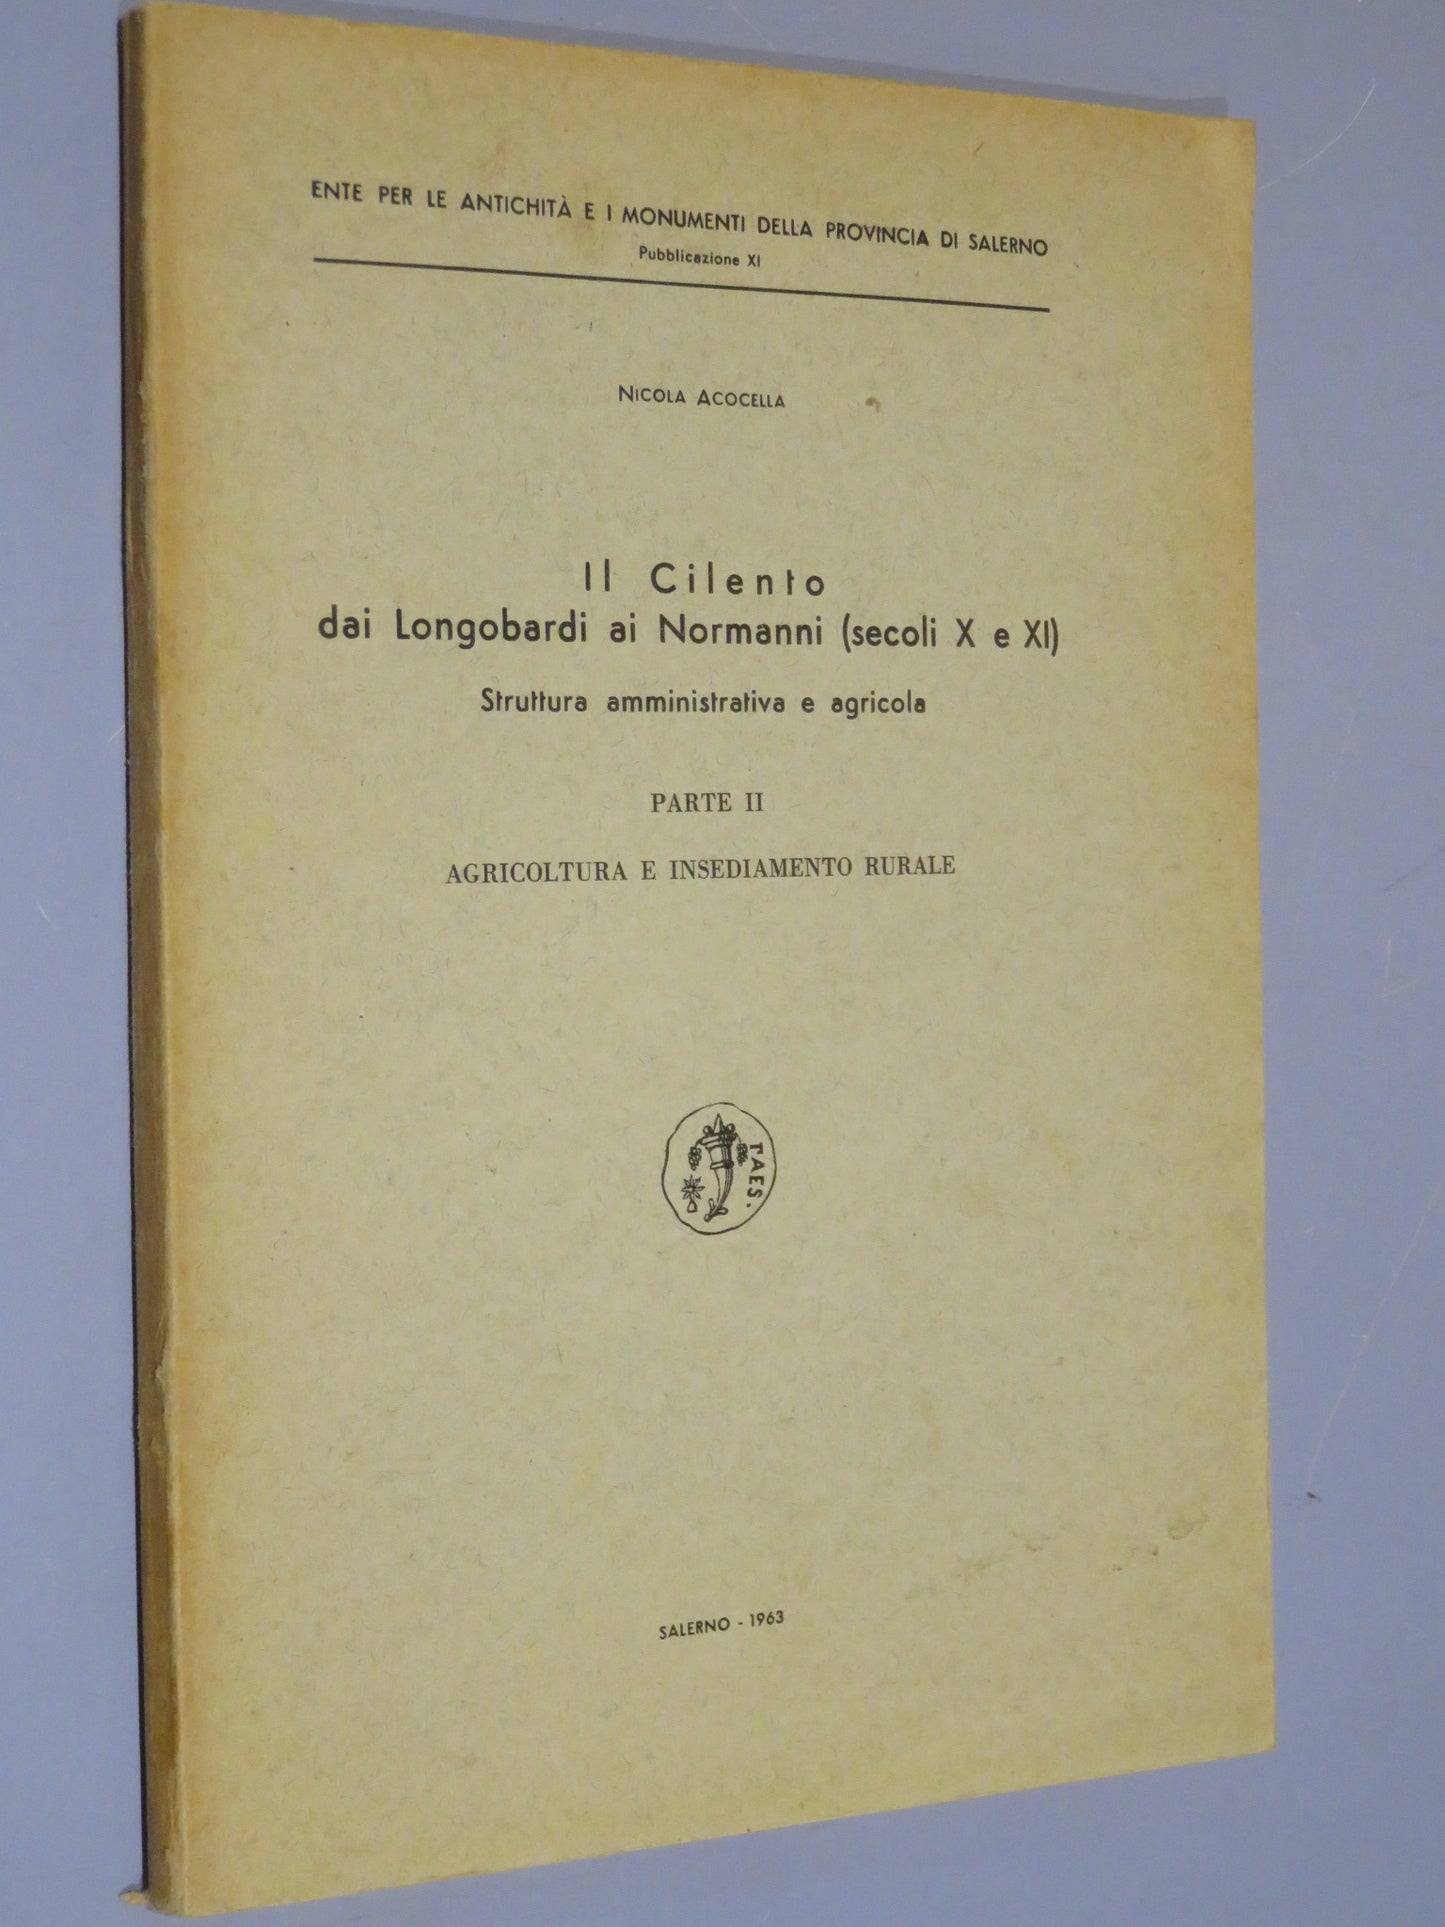 ENTE PER LE ANTICHITÀ E I MONUMENTI DELLA PROVINCIA DI SALERNO
Pubblicazione XI
NICOLA ACOCELLA
Il Cilento
dai Longobardi ai Normanni (secoli X e XI)
Struttura amministrativa e agricola
PARTE II
AGRICOLTURA E INSEDIAMENTO RURALE
SALERNO - 1963